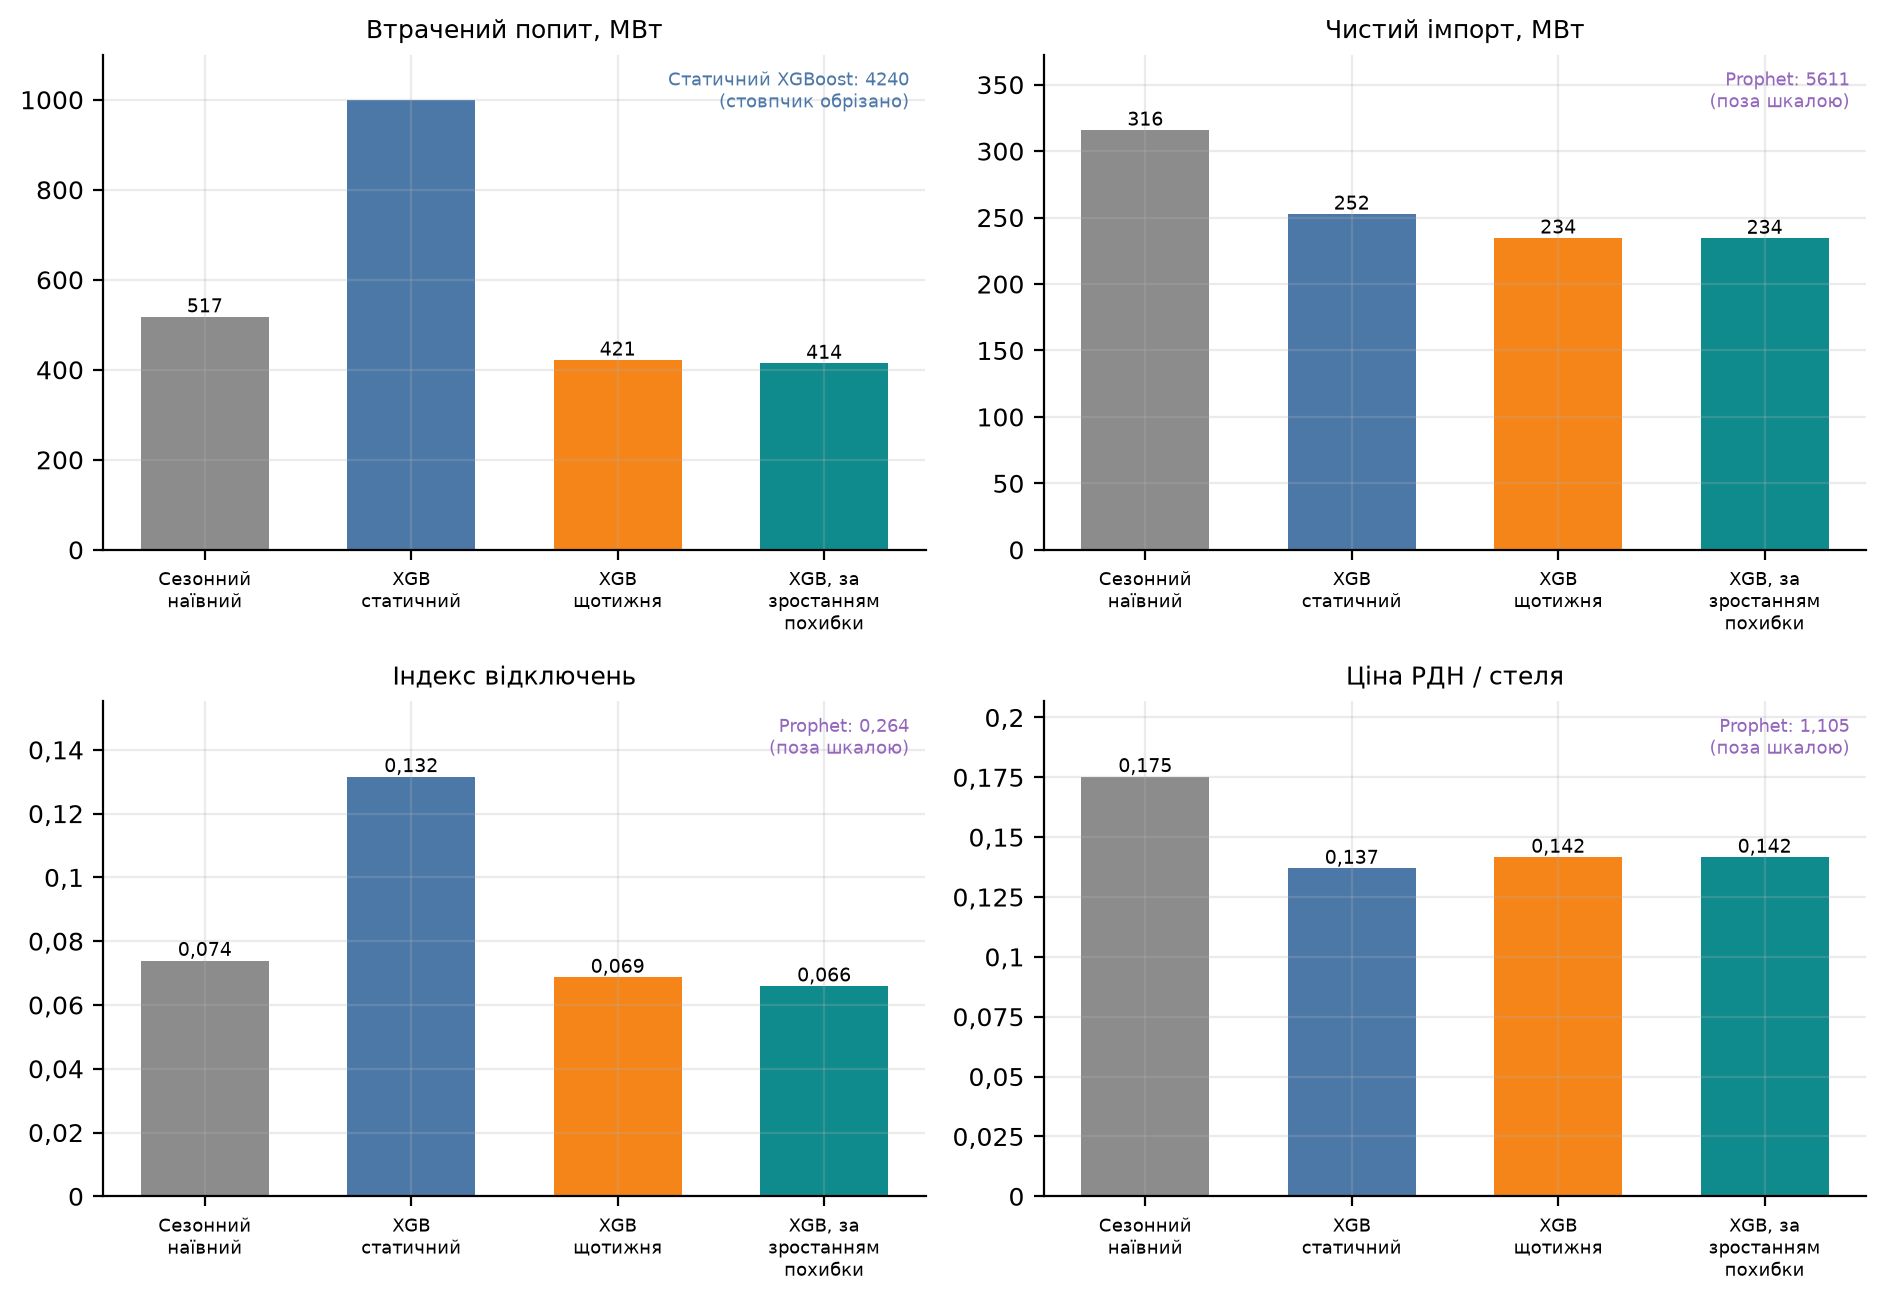 Втрачений попит, МВт
Статичний XGBoost: 4240
(стовпчик обрізано)
1000
800
600
400
200
0
517
421
414
Сезонний
наївний
XGB
статичний
XGB
щотижня
XGB, за
зростанням
похибки
Чистий імпорт, МВт
Prophet: 5611
(поза шкалою)
350
300
250
200
150
100
50
0
316
252
234
234
Сезонний
наївний
XGB
статичний
XGB
щотижня
XGB, за
зростанням
похибки
Індекс відключень
Prophet: 0,264
(поза шкалою)
0,14
0,12
0,1
0,08
0,06
0,04
0,02
0
0,074
0,132
0,069
0,066
Сезонний
наївний
XGB
статичний
XGB
щотижня
XGB, за
зростанням
похибки
Ціна РДН / стеля
Prophet: 1,105
(поза шкалою)
0,2
0,175
0,15
0,125
0,1
0,075
0,05
0,025
0
0,175
0,137
0,142
0,142
Сезонний
наївний
XGB
статичний
XGB
щотижня
XGB, за
зростанням
похибки